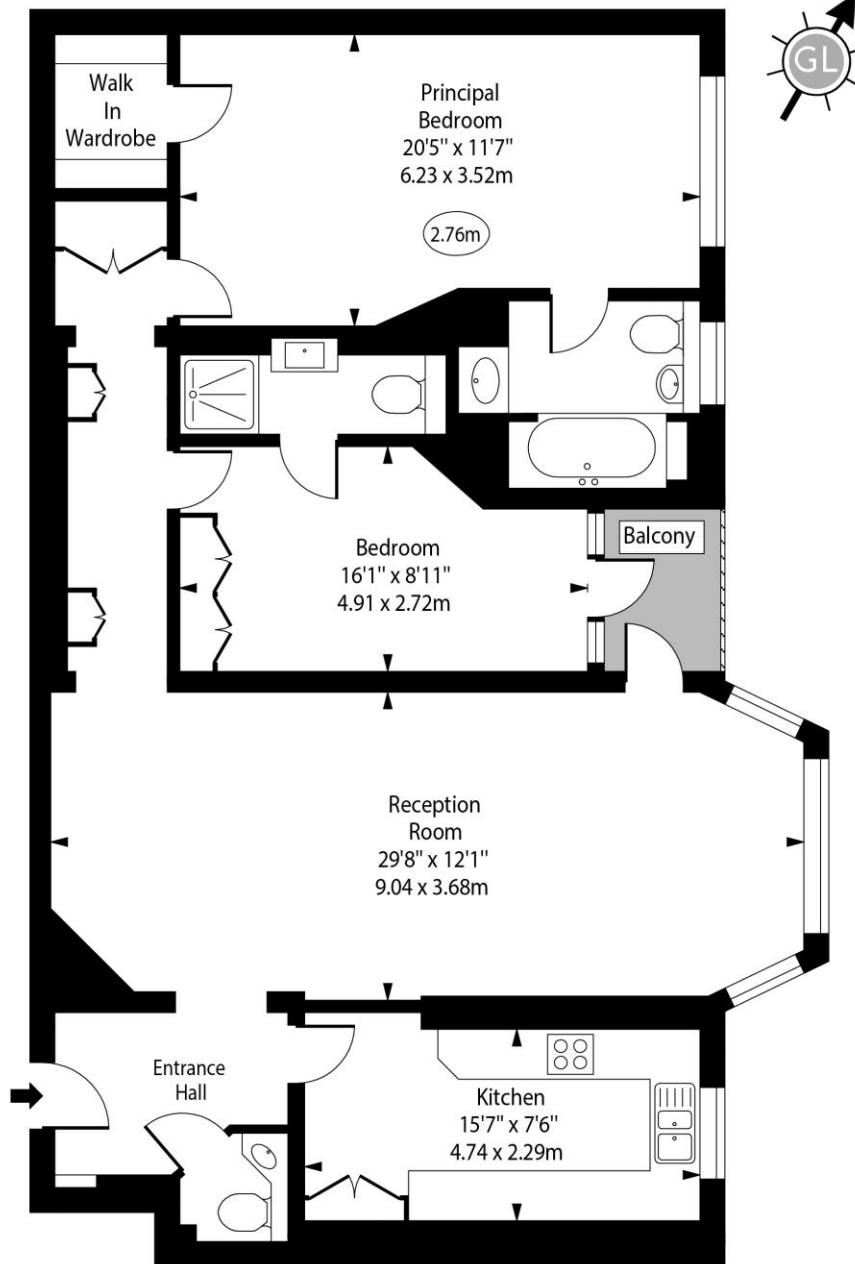 GL
Walk
In
Wardrobe
Principal
Bedroom
20'5" x 11'7"
6.23 x 3.52m
2.76m
Balcony
Bedroom
16'1" x 8'11"
4.91 x 2.72m
Reception
Room
29'8" x 12'1"
9.04 x 3.68m
Entrance
Hall
Kitchen
15'7" x 7'6"
4.74 x 2.29m